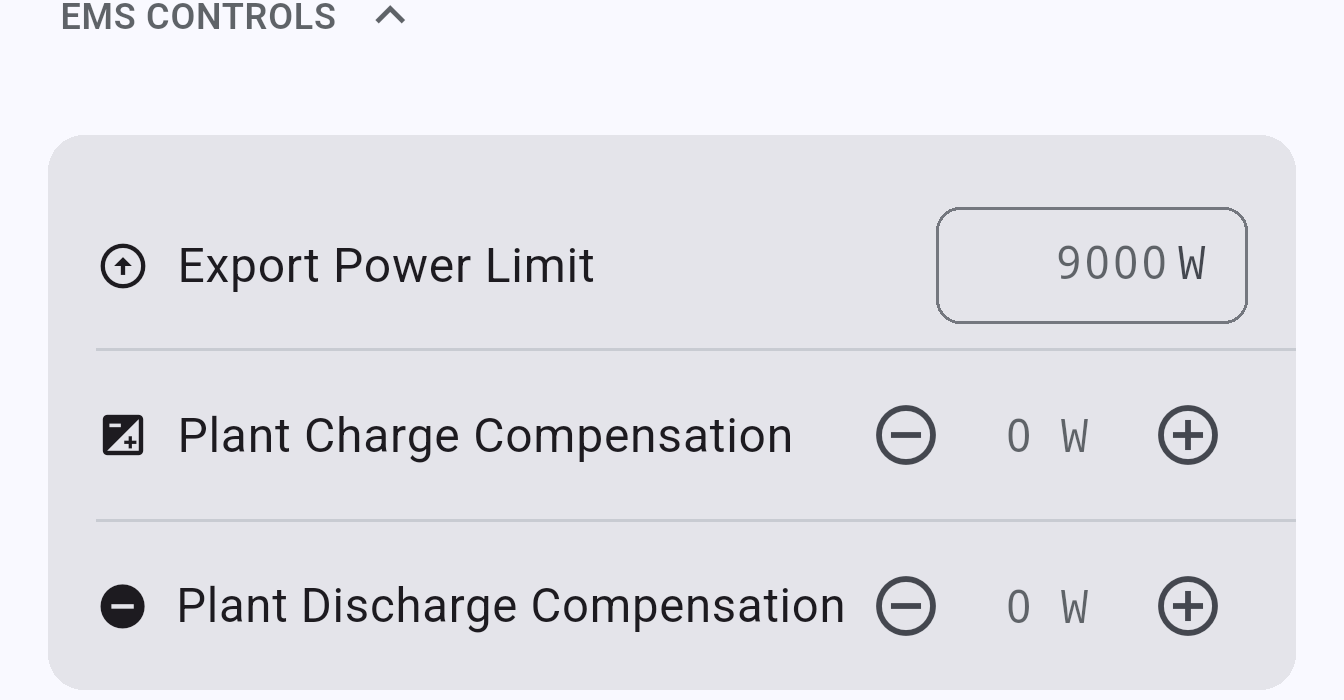 EMS CONTROLS
Export Power Limit 9000 W
Plant Charge Compensation 0 W
Plant Discharge Compensation 0 W